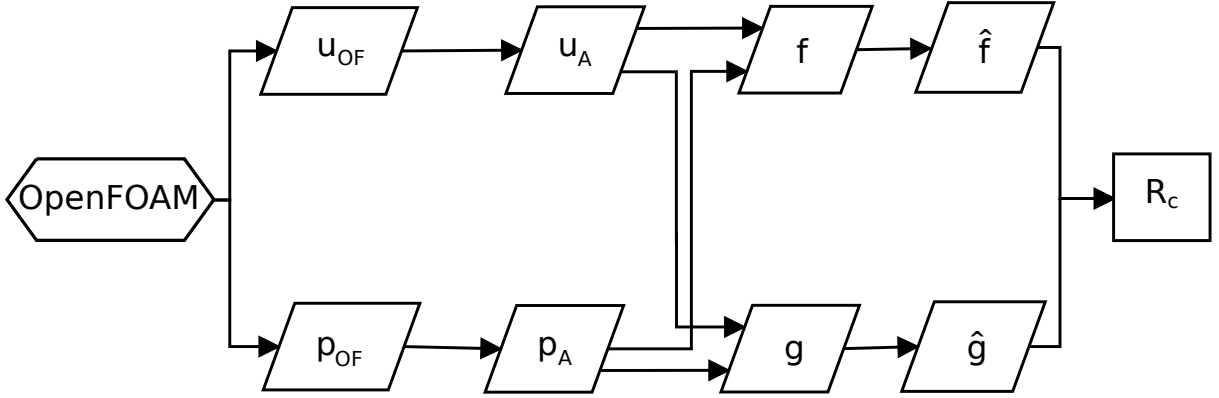 u_OF
u_A
f
f̂
OpenFOAM
R_c
p_OF
p_A
g
ĝ